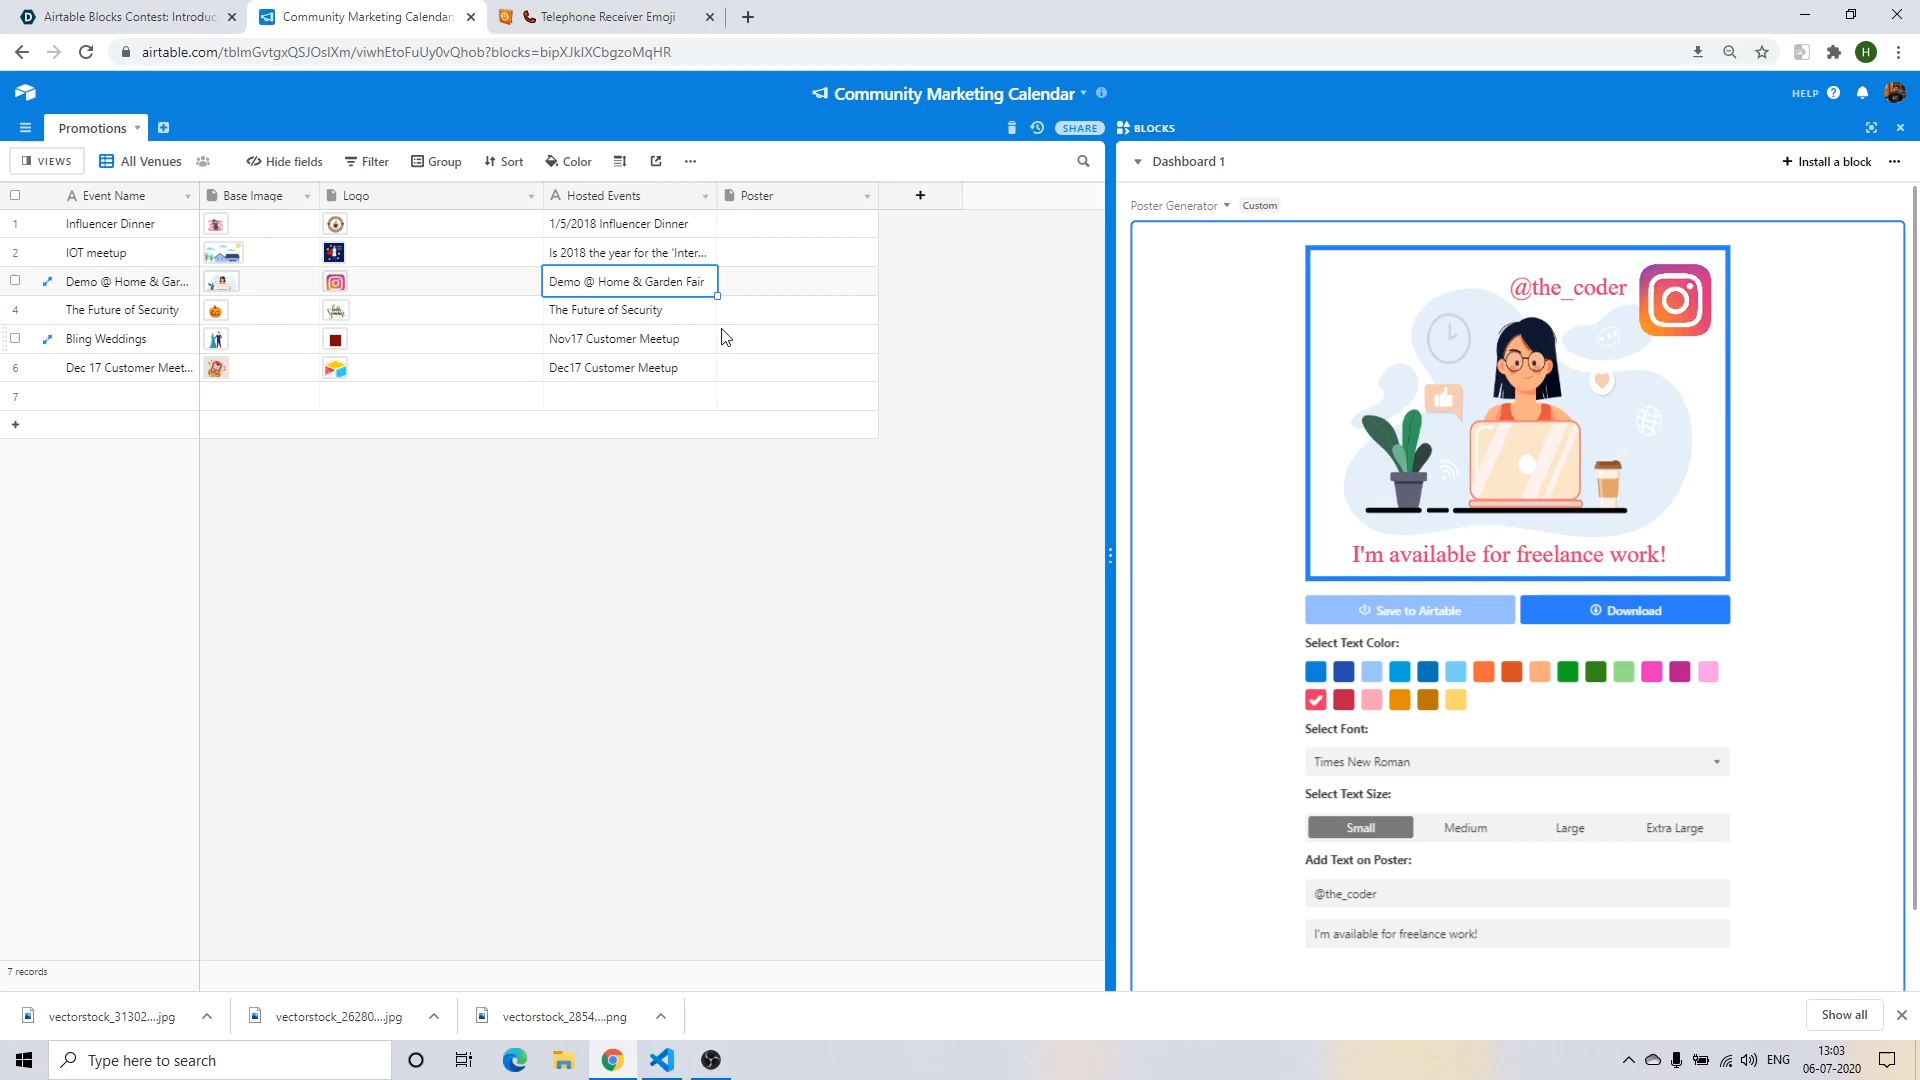 Airtable Blocks Contest: Introduc
Community Marketing Calendar:
Telephone Receiver Emoji
airtable.com/tblmGvtgxQSJOslXm/viwhEtoFuUy0vQhob?blocks=bipXJklXCbgzoMqHR
H
Community Marketing Calendar
HELP
Promotions
SHARE
BLOCKS
VIEWS
All Venues
Hide fields
Filter
Group
Sort
Color
Dashboard 1
+ Install a block
Event Name
Base Image
Logo
Hosted Events
Poster
Poster Generator
Custom
1 Influencer Dinner 1/5/2018 Influencer Dinner
2 IOT meetup Is 2018 the year for the 'Inter...
Demo @ Home & Gar... Demo @ Home & Garden Fair
4 The Future of Security The Future of Security
Bling Weddings Nov17 Customer Meetup
6 Dec 17 Customer Meet... Dec17 Customer Meetup
7
7 records
@the_coder
I'm available for freelance work!
Save to Airtable
Download
Select Text Color:
Select Font:
Times New Roman
Select Text Size:
Small Medium Large Extra Large
Add Text on Poster:
@the_coder
I'm available for freelance work!
vectorstock_31302....jpg
vectorstock_26280....jpg
vectorstock_2854....png
Show all
Type here to search
ENG
13:03
06-07-2020